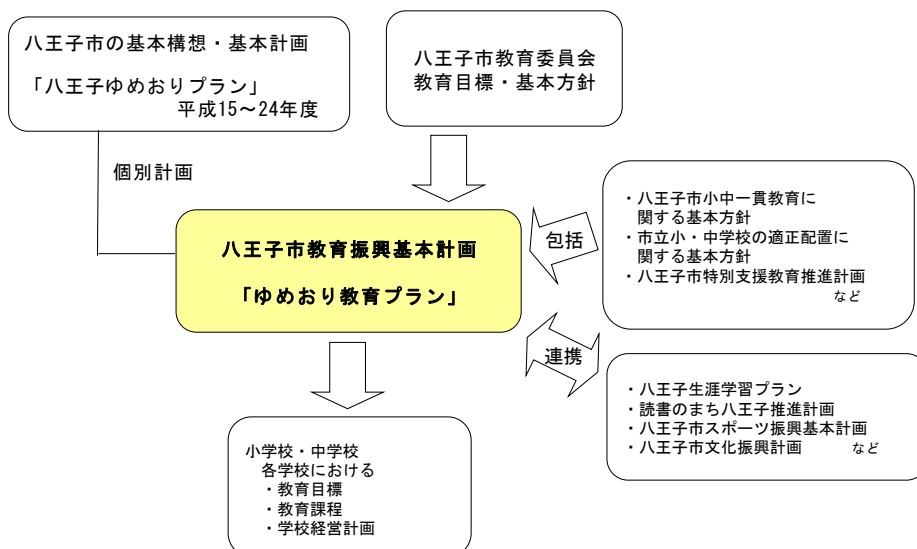 八王子市の基本構想・基本計画
「八王子ゆめおりプラン」
平成15～24年度
八王子市教育委員会
教育目標・基本方針
個別計画
八王子市教育振興基本計画
「ゆめおり教育プラン」
包括
・八王子市小中一貫教育に
関する基本方針
・市立小・中学校の適正配置に
関する基本方針
・八王子市特別支援教育推進計画
など
連携
・八王子生涯学習プラン
・読書のまち八王子推進計画
・八王子市スポーツ振興基本計画
・八王子市文化振興計画 など
小学校・中学校
各学校における
・教育目標
・教育課程
・学校経営計画